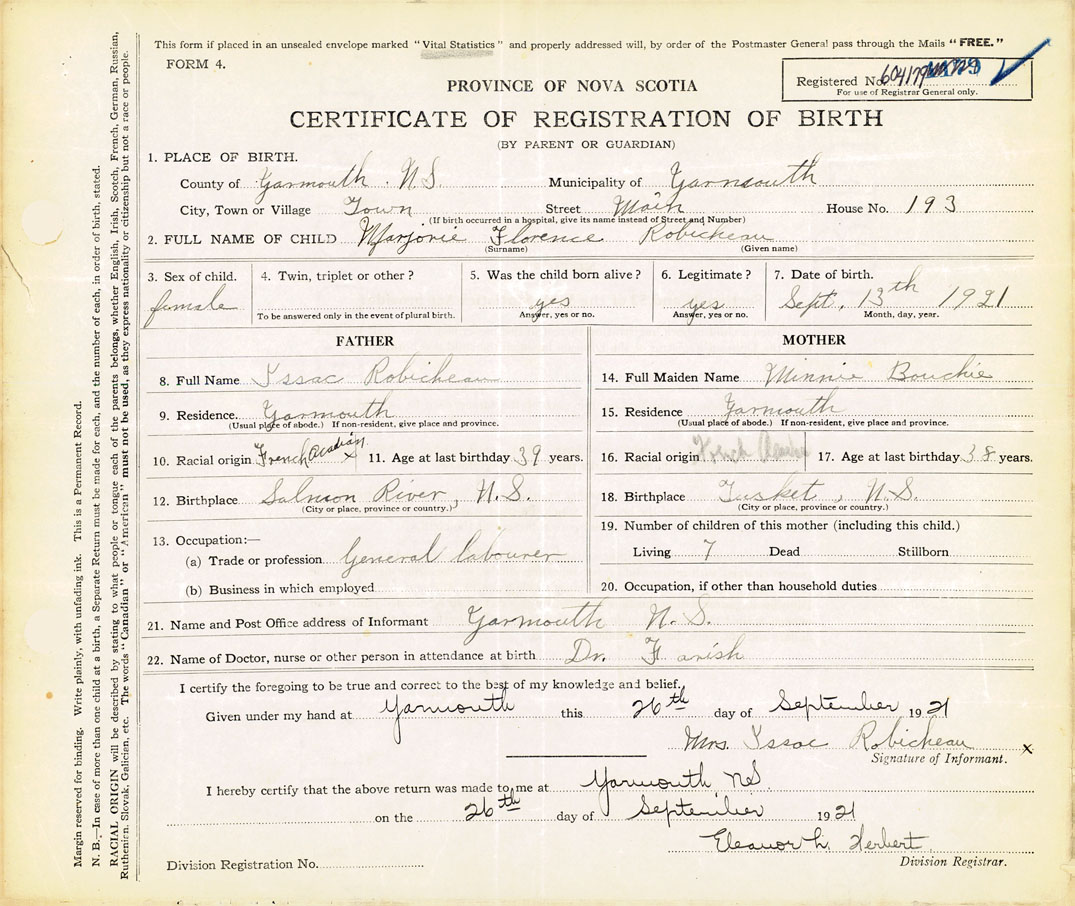 This form if placed in an unsealed envelope marked "Vital Statistics" and properly addressed will, by order of the Postmaster General pass through the Mails "FREE."
FORM 4.
Registered No.
For use of Registrar General only.
PROVINCE OF NOVA SCOTIA
CERTIFICATE OF REGISTRATION OF BIRTH
(BY PARENT OR GUARDIAN)
1. PLACE OF BIRTH.
County of Yarmouth. N.S. Municipality of Yarmouth
City, Town or Village Town Street Main House No. 193
(If birth occurred in a hospital, give its name instead of Street and Number)
2. FULL NAME OF CHILD Marjorie Florence Robicheau
(Surname) (Given name)
3. Sex of child. 4. Twin, triplet or other? 5. Was the child born alive? 6. Legitimate? 7. Date of birth.
female yes yes Sept. 13th 1921
To be answered only in the event of plural birth. Answer, yes or no. Answer, yes or no. Month, day, year.
FATHER MOTHER
8. Full Name Issac Robicheau 14. Full Maiden Name Minnie Bouchie
9. Residence. Yarmouth 15. Residence Yarmouth
(Usual place of abode.) If non-resident, give place and province. (Usual place of abode.) If non-resident, give place and province.
10. Racial origin French Acadian x 11. Age at last birthday 39 years. 16. Racial origin French 17. Age at last birthday 38 years.
12. Birthplace Salmon River, N.S. 18. Birthplace Tusket, N.S.
(City or place, province or country.) (City or place, province or country.)
13. Occupation:— 19. Number of children of this mother (including this child.)
(a) Trade or profession General labourer Living 7 Dead Stillborn
(b) Business in which employed 20. Occupation, if other than household duties
21. Name and Post Office address of Informant Yarmouth N.S.
22. Name of Doctor, nurse or other person in attendance at birth Dr. Farish
I certify the foregoing to be true and correct to the best of my knowledge and belief,
Given under my hand at Yarmouth this 26th day of September 1921
Mrs. Issac Robicheau x
Signature of Informant.
I hereby certify that the above return was made to me at Yarmouth NS
on the 26th day of September 1921
Eleanor L. Herbert
Division Registrar.
Division Registration No.
Margin reserved for binding. Write plainly, with unfading ink. This is a Permanent Record.
N. B.—In case of more than one child at a birth, a Separate Return must be made for each, and the number of each, in order of birth, stated.
RACIAL ORIGIN will be described by stating to what people or tongue each of the parents belongs, whether English, Irish, Scotch, French, German, Russian,
Ruthenien, Slovak, Galicien, etc. The words "Canadian" or "American" must not be used, as they express nationality or citizenship but not a race or people.